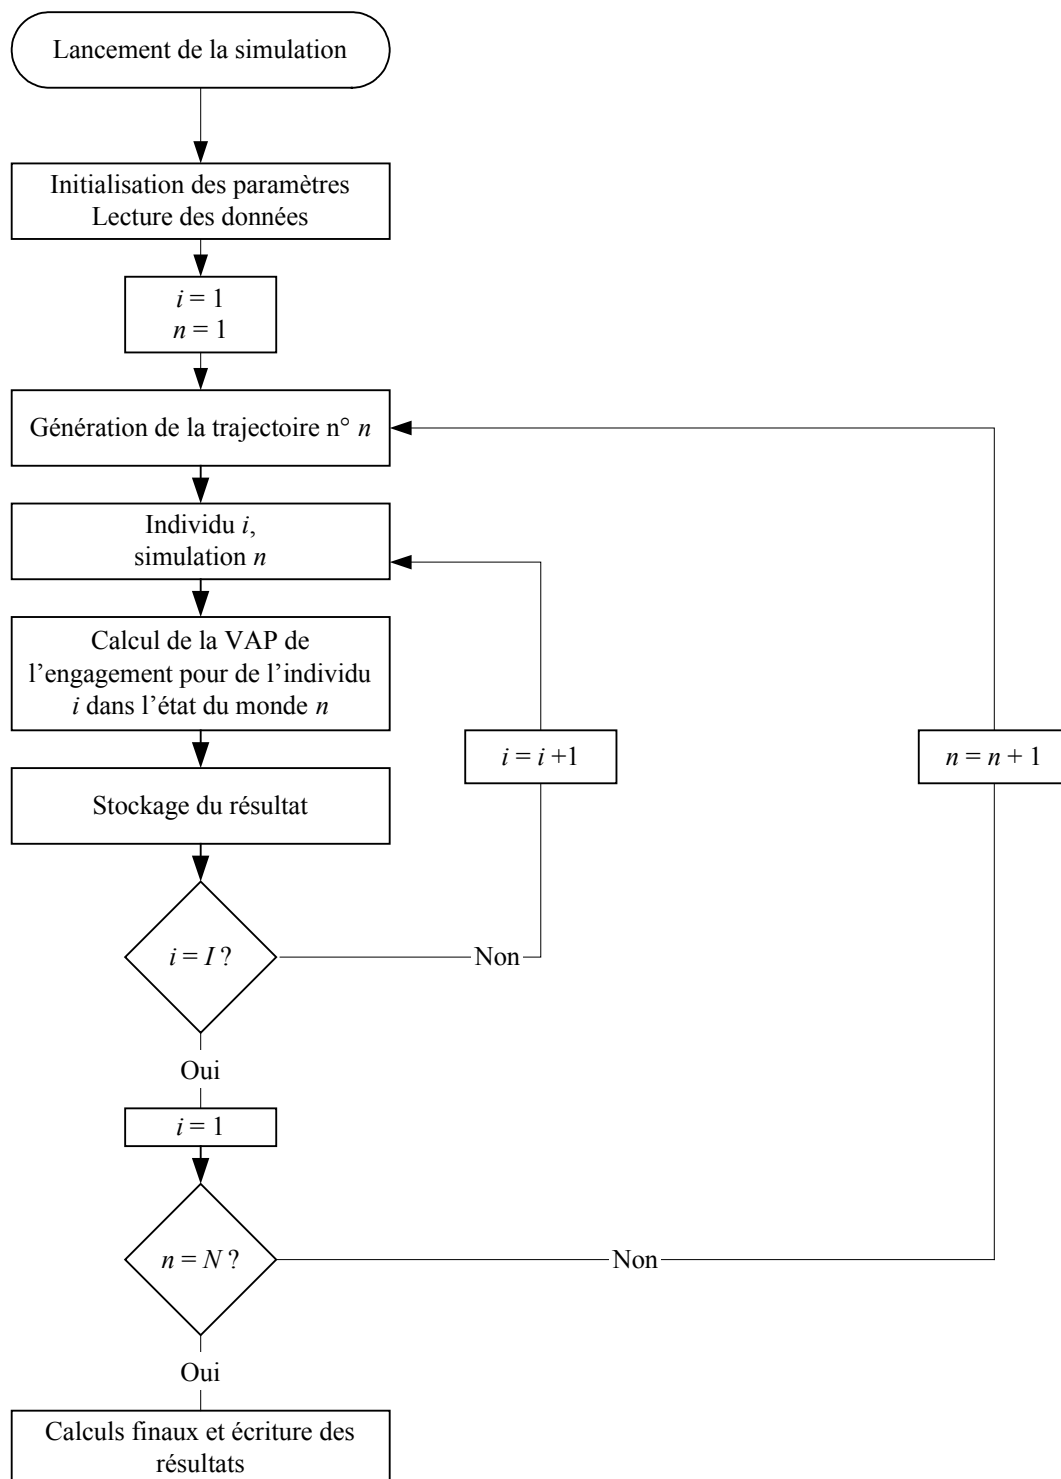 Lancement de la simulation
Initialisation des paramètres
Lecture des données
i = 1
n = 1
Génération de la trajectoire n° n
Individu i,
simulation n
Calcul de la VAP de
l’engagement pour de l’individu
i dans l’état du monde n
i = i +1
n = n + 1
Stockage du résultat
i = I ?
Non
Oui
i = 1
n = N ?
Non
Oui
Calculs finaux et écriture des
résultats